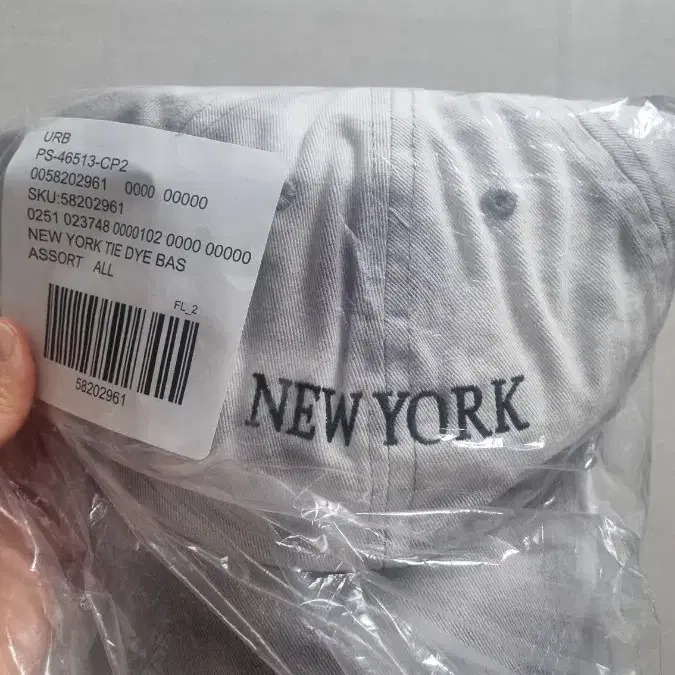 URB
PS-46513-CP2
0058202961 0000 00000
SKU:58202961
0251 023748 0000102 0000 00000
NEW YORK TIE DYE BAS
ASSORT ALL
FL_2
58202961
NEW YORK